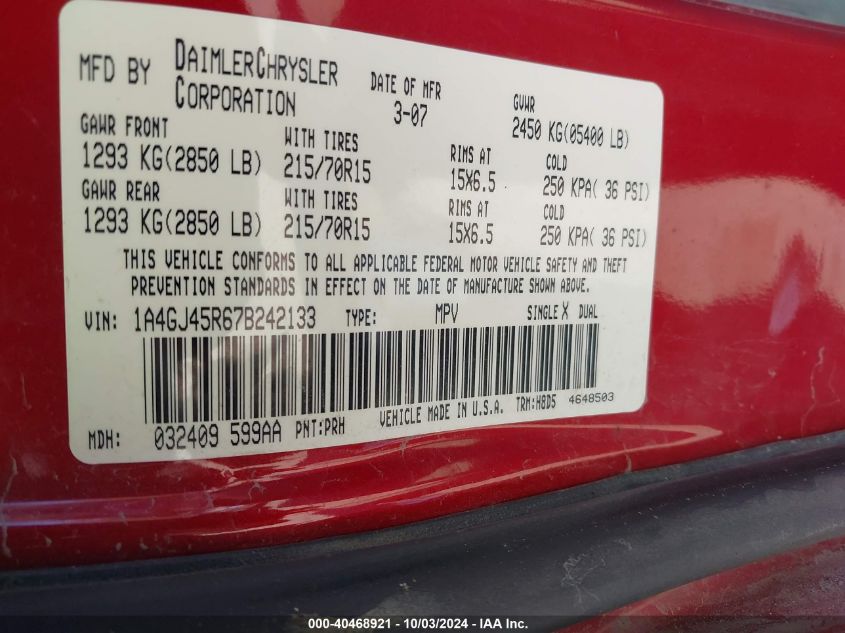 MFD BY DAIMLERCHRYSLER CORPORATION
DATE OF MFR 3-07
GVWR 2450 KG(05400 LB)
GAWR FRONT WITH TIRES RIMS AT COLD
1293 KG(2850 LB) 215/70R15 15X6.5 250 KPA( 36 PSI)
GAWR REAR WITH TIRES RIMS AT COLD
1293 KG(2850 LB) 215/70R15 15X6.5 250 KPA( 36 PSI)
THIS VEHICLE CONFORMS TO ALL APPLICABLE FEDERAL MOTOR VEHICLE SAFETY AND THEFT
PREVENTION STANDARDS IN EFFECT ON THE DATE OF MANUFACTURE SHOWN ABOVE.
VIN: 1A4GJ45R67B242133 TYPE: MPV SINGLE X DUAL
VEHICLE MADE IN U.S.A. TRM:H8D5 4648503
MDH: 032409 599AA PNT:PRH
000-40468921 - 10/03/2024 - IAA Inc.